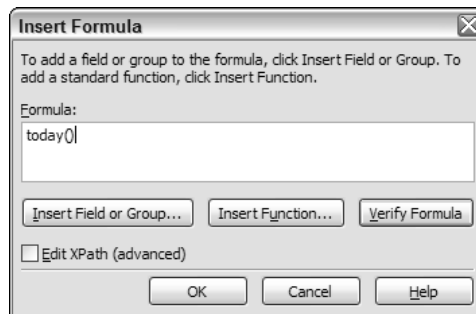 Insert Formula
To add a field or group to the formula, click Insert Field or Group. To
add a standard function, click Insert Function.
Formula:
today()
Insert Field or Group... Insert Function... Verify Formula
Edit XPath (advanced)
OK Cancel Help